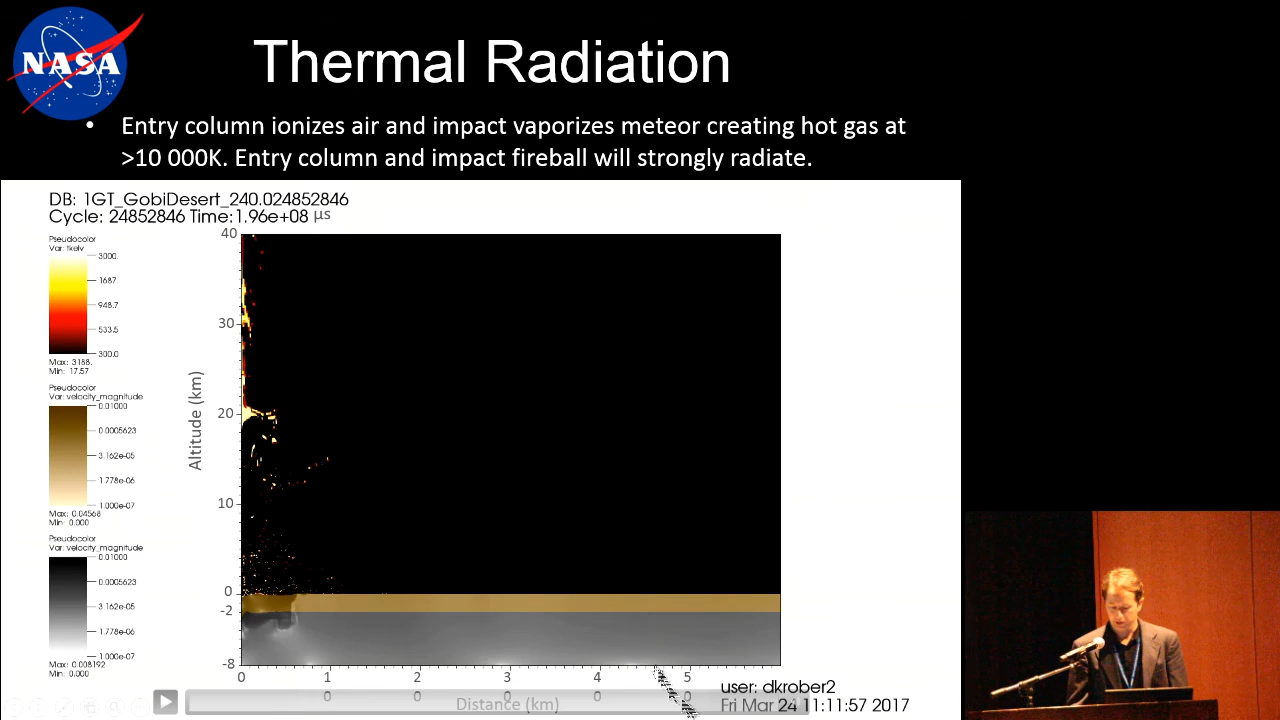 NASA
Thermal Radiation
• Entry column ionizes air and impact vaporizes meteor creating hot gas at
>10 000K. Entry column and impact fireball will strongly radiate.
DB: 1GT_GobiDesert_240.024852846
Cycle: 24852846 Time:1.96e+08 µs
Pseudocolor
Var: tkelv
3000.
1687.
948.7
533.5
300.0
Max: 3188.
Min: 17.57
Pseudocolor
Var: velocity_magnitude
0.01000
0.0005623
3.162e-05
1.778e-06
1.000e-07
Max: 0.04568
Min: 0.000
Pseudocolor
Var: velocity_magnitude
0.01000
0.0005623
3.162e-05
1.778e-06
1.000e-07
Max: 0.008192
Min: 0.000
Altitude (km)
40
30
20
10
0
-2
-8
0 1 2 3 4 5
0 0 0 0 0
Distance (km)
user: dkrober2
Fri Mar 24 11:11:57 2017